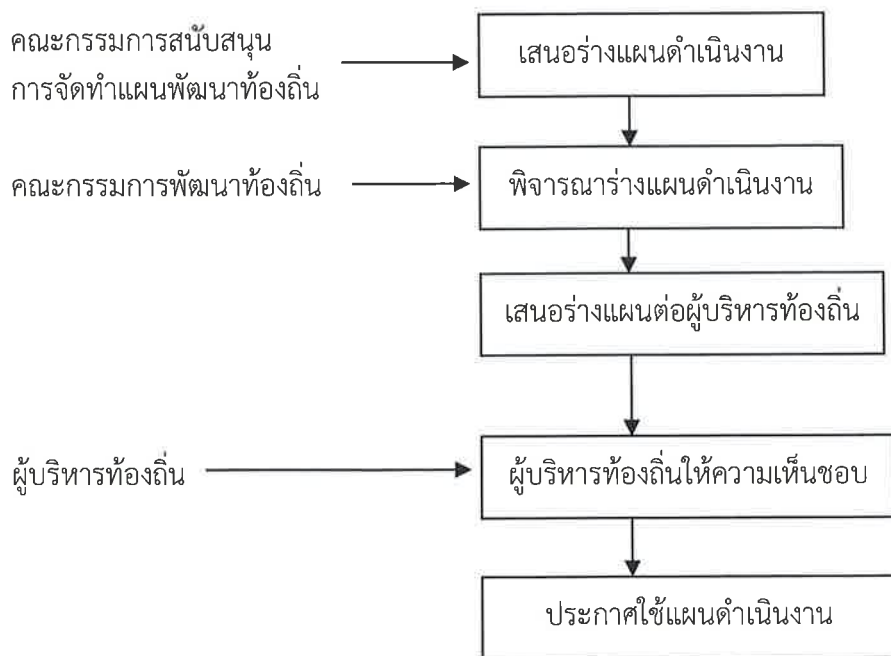 คณะกรรมการสนับสนุน
การจัดทำแผนพัฒนาท้องถิ่น
เสนอร่างแผนดำเนินงาน
คณะกรรมการพัฒนาท้องถิ่น
พิจารณาร่างแผนดำเนินงาน
เสนอร่างแผนต่อผู้บริหารท้องถิ่น
ผู้บริหารท้องถิ่น
ผู้บริหารท้องถิ่นให้ความเห็นชอบ
ประกาศใช้แผนดำเนินงาน